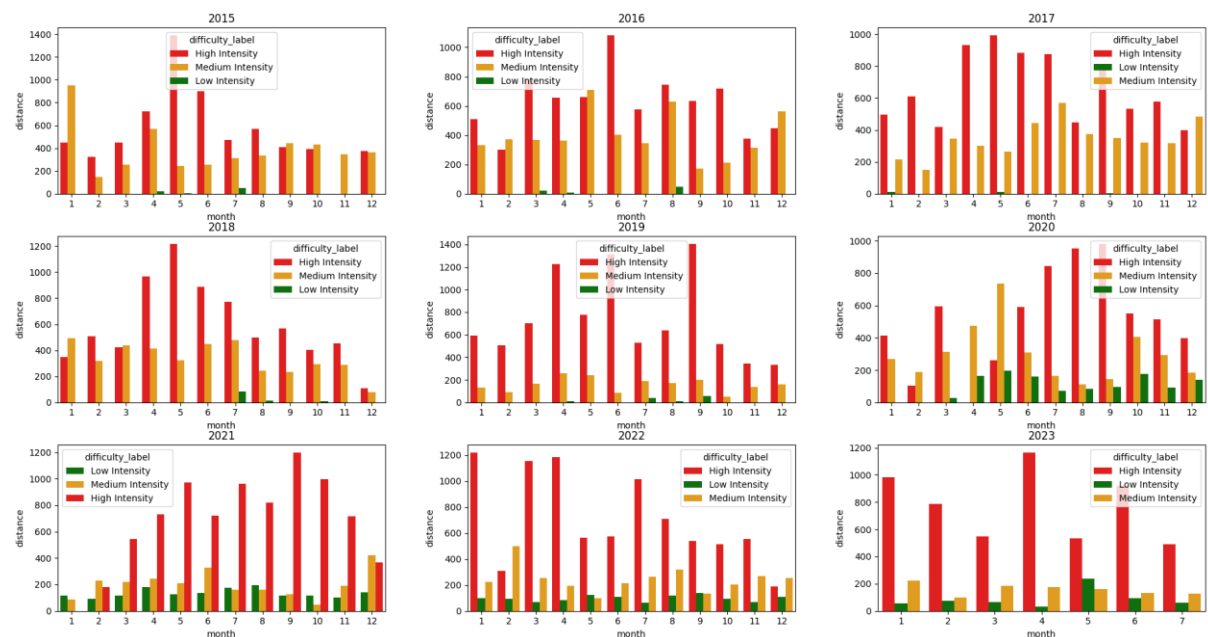 2015
distance
1400
1200
1000
800
600
400
200
0
difficulty_label
High Intensity
Medium Intensity
Low Intensity
1 2 3 4 5 6 7 8 9 10 11 12
month
2016
distance
1000
800
600
400
200
0
difficulty_label
High Intensity
Medium Intensity
Low Intensity
1 2 3 4 5 6 7 8 9 10 11 12
month
2017
distance
1000
800
600
400
200
0
difficulty_label
High Intensity
Low Intensity
Medium Intensity
1 2 3 4 5 6 7 8 9 10 11 12
month
2018
distance
1200
1000
800
600
400
200
0
difficulty_label
High Intensity
Medium Intensity
Low Intensity
1 2 3 4 5 6 7 8 9 10 11 12
month
2019
distance
1400
1200
1000
800
600
400
200
0
difficulty_label
High Intensity
Medium Intensity
Low Intensity
1 2 3 4 5 6 7 8 9 10 11 12
month
2020
distance
1000
800
600
400
200
0
difficulty_label
High Intensity
Medium Intensity
Low Intensity
1 2 3 4 5 6 7 8 9 10 11 12
month
2021
distance
1200
1000
800
600
400
200
0
difficulty_label
Low Intensity
Medium Intensity
High Intensity
1 2 3 4 5 6 7 8 9 10 11 12
month
2022
distance
1200
1000
800
600
400
200
0
difficulty_label
High Intensity
Low Intensity
Medium Intensity
1 2 3 4 5 6 7 8 9 10 11 12
month
2023
distance
1200
1000
800
600
400
200
0
difficulty_label
High Intensity
Low Intensity
Medium Intensity
1 2 3 4 5 6 7
month